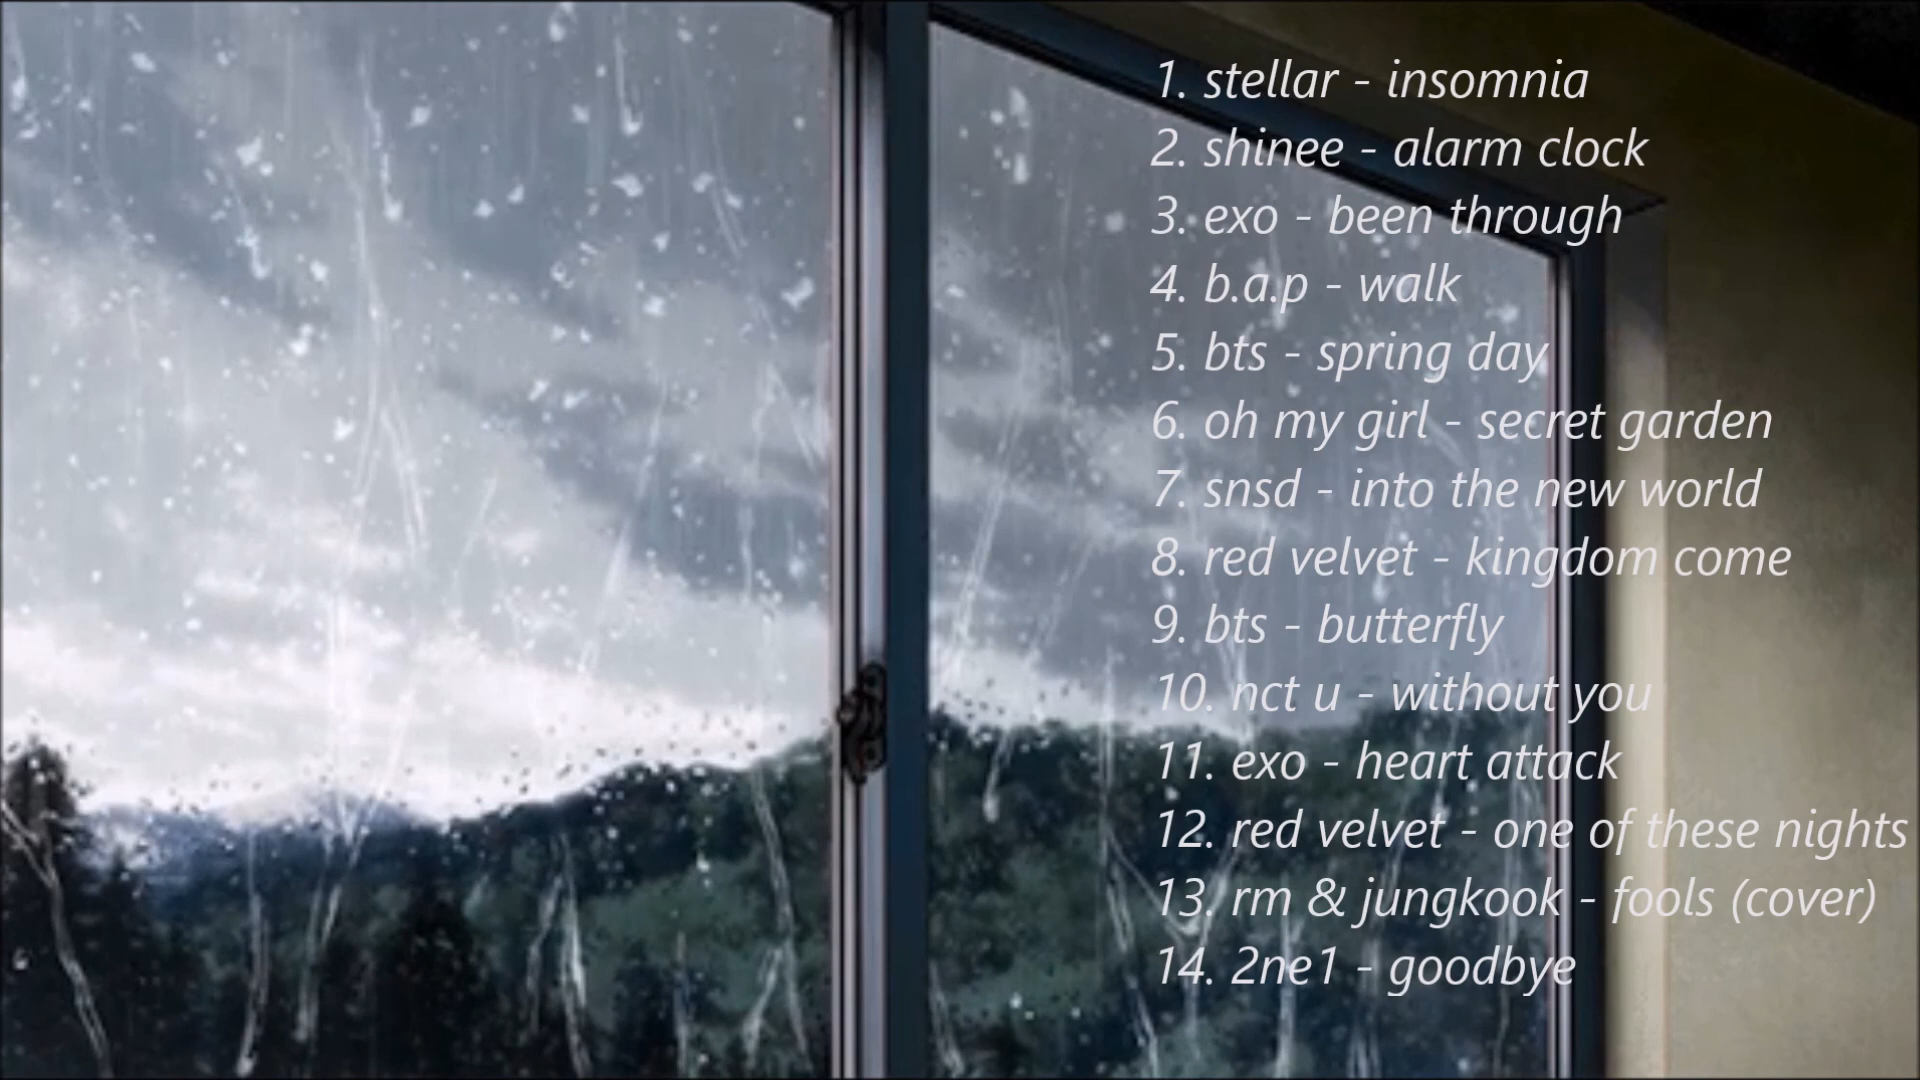 1. stellar - insomnia
2. shinee - alarm clock
3. exo - been through
4. b.a.p - walk
5. bts - spring day
6. oh my girl - secret garden
7. snsd - into the new world
8. red velvet - kingdom come
9. bts - butterfly
10. nct u - without you
11. exo - heart attack
12. red velvet - one of these nights
13. rm & jungkook - fools (cover)
14. 2ne1 - goodbye